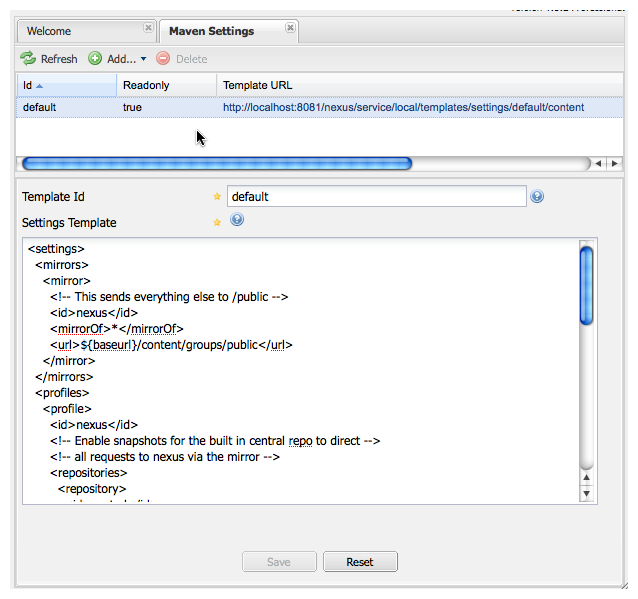 Welcome
Maven Settings
Refresh
Add...
Delete
Id
Readonly
Template URL
default
true
http://localhost:8081/nexus/service/local/templates/settings/default/content
Template Id
default
Settings Template
<settings>
<mirrors>
<mirror>
<!-- This sends everything else to /public -->
<id>nexus</id>
<mirrorOf>*</mirrorOf>
<url>${baseurl}/content/groups/public</url>
</mirror>
</mirrors>
<profiles>
<profile>
<id>nexus</id>
<!-- Enable snapshots for the built in central repo to direct -->
<!-- all requests to nexus via the mirror -->
<repositories>
<repository>
Save
Reset